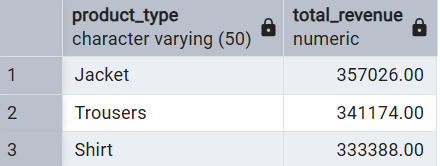 product_type total_revenue
character varying (50) numeric
1 Jacket 357026.00
2 Trousers 341174.00
3 Shirt 333388.00